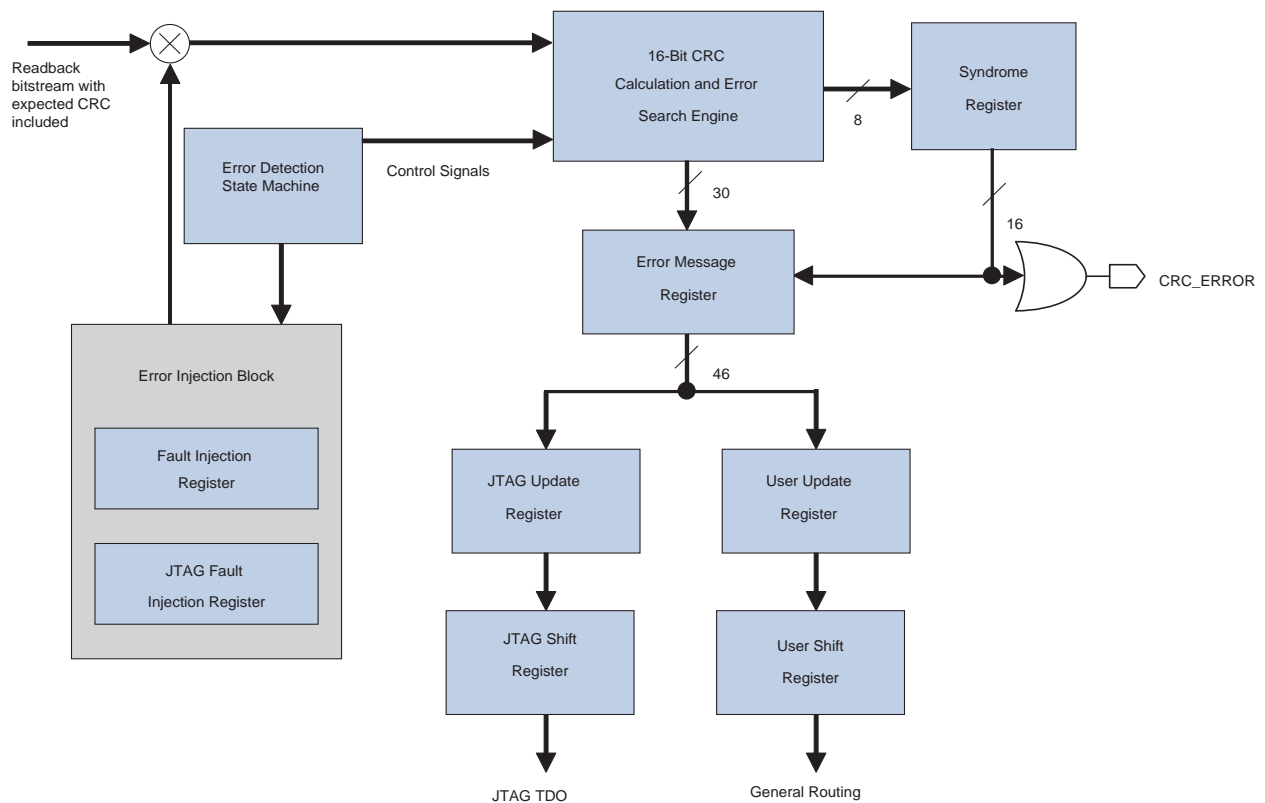 Readback
bitstream with
expected CRC
included
16-Bit CRC
Calculation and Error
Search Engine
8
Syndrome
Register
Error Detection
State Machine
Control Signals
30
16
Error Message
Register
CRC_ERROR
46
Error Injection Block
Fault Injection
Register
JTAG Fault
Injection Register
JTAG Update
Register
User Update
Register
JTAG Shift
Register
User Shift
Register
JTAG TDO
General Routing